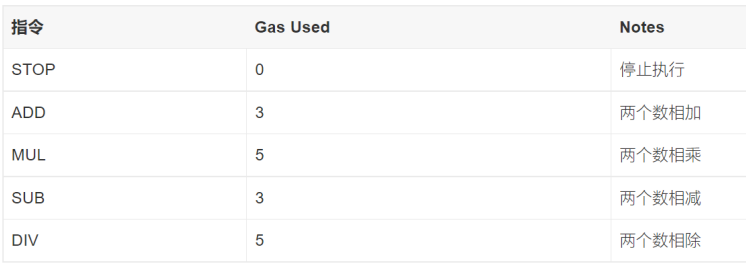 指令 Gas Used Notes
STOP 0 停止执行
ADD 3 两个数相加
MUL 5 两个数相乘
SUB 3 两个数相减
DIV 5 两个数相除